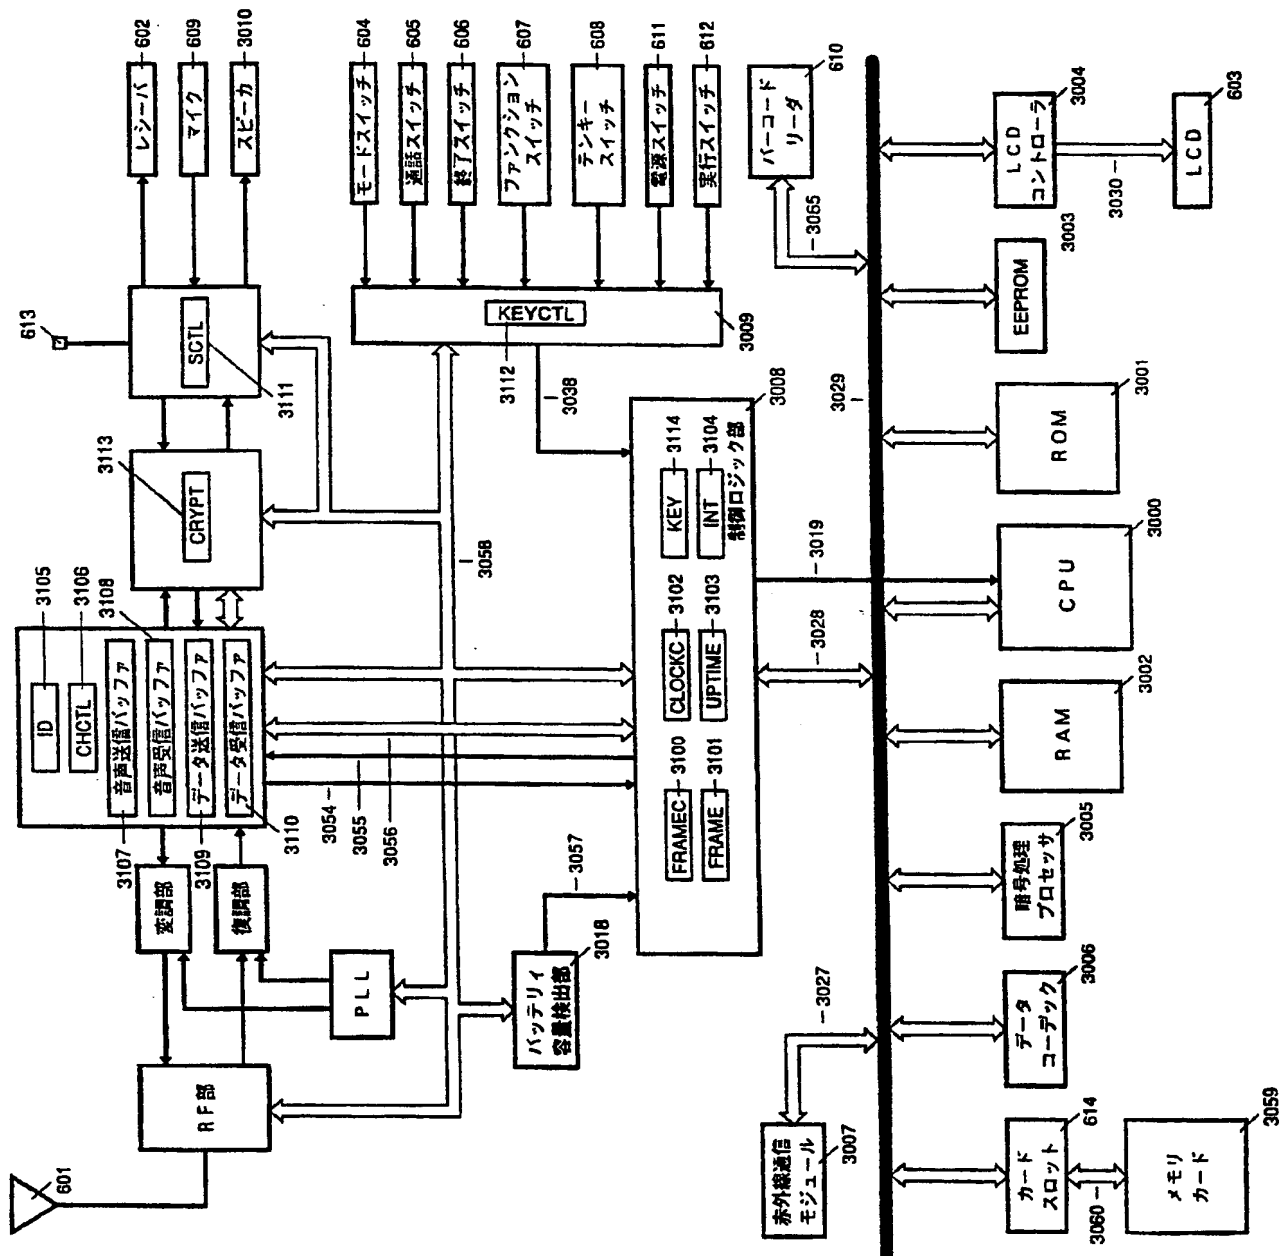 601
RF部
変調部
復調部
PLL
3107
3109
3110
ID
3105
CHCTL
3106
音声送信バッファ
音声受信バッファ
3108
データ送信バッファ
データ受信バッファ
3113
CRYPT
613
SCTL
3111
レシーバ
602
マイク
609
スピーカ
3010
モードスイッチ
604
通話スイッチ
605
終了スイッチ
606
ファンクション
スイッチ
607
テンキー
スイッチ
608
電源スイッチ
611
実行スイッチ
612
KEYCTL
3112
3009
3038
3058
3054
3055
3056
3057
バッテリィ
容量検出部
3018
FRAMEC
3100
FRAME
3101
CLOCKC
3102
UPTIME
3103
KEY
3114
INT
3104
制御ロジック部
3008
バーコード
リーダ
610
3065
3029
3019
3028
3027
赤外線通信
モジュール
3007
カード
スロット
614
3060
メモリ
カード
3059
データ
コーデック
3006
暗号処理
プロセッサ
3005
RAM
3002
CPU
3000
ROM
3001
EEPROM
3003
LCD
コントローラ
3004
3030
LCD
603